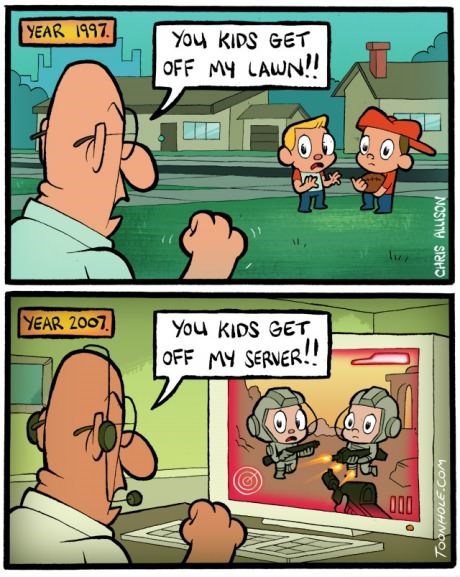 YEAR 1997.
YOU KIDS GET
OFF MY LAWN!!
CHRIS ALLISON
YEAR 2007.
YOU KIDS GET
OFF MY SERVER!!
TOONHOLE.COM